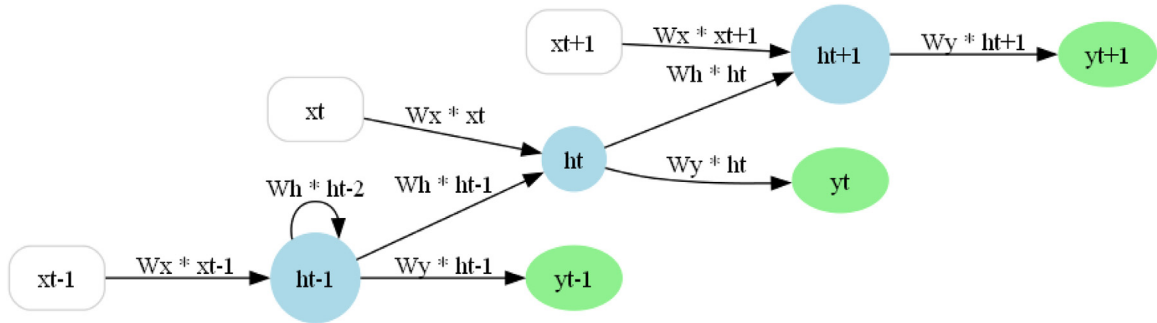 xt+1
Wx * xt+1
ht+1
Wy * ht+1
yt+1
Wh * ht
xt
Wx * xt
ht
Wy * ht
yt
Wh * ht-2
Wh * ht-1
xt-1
Wx * xt-1
ht-1
Wy * ht-1
yt-1